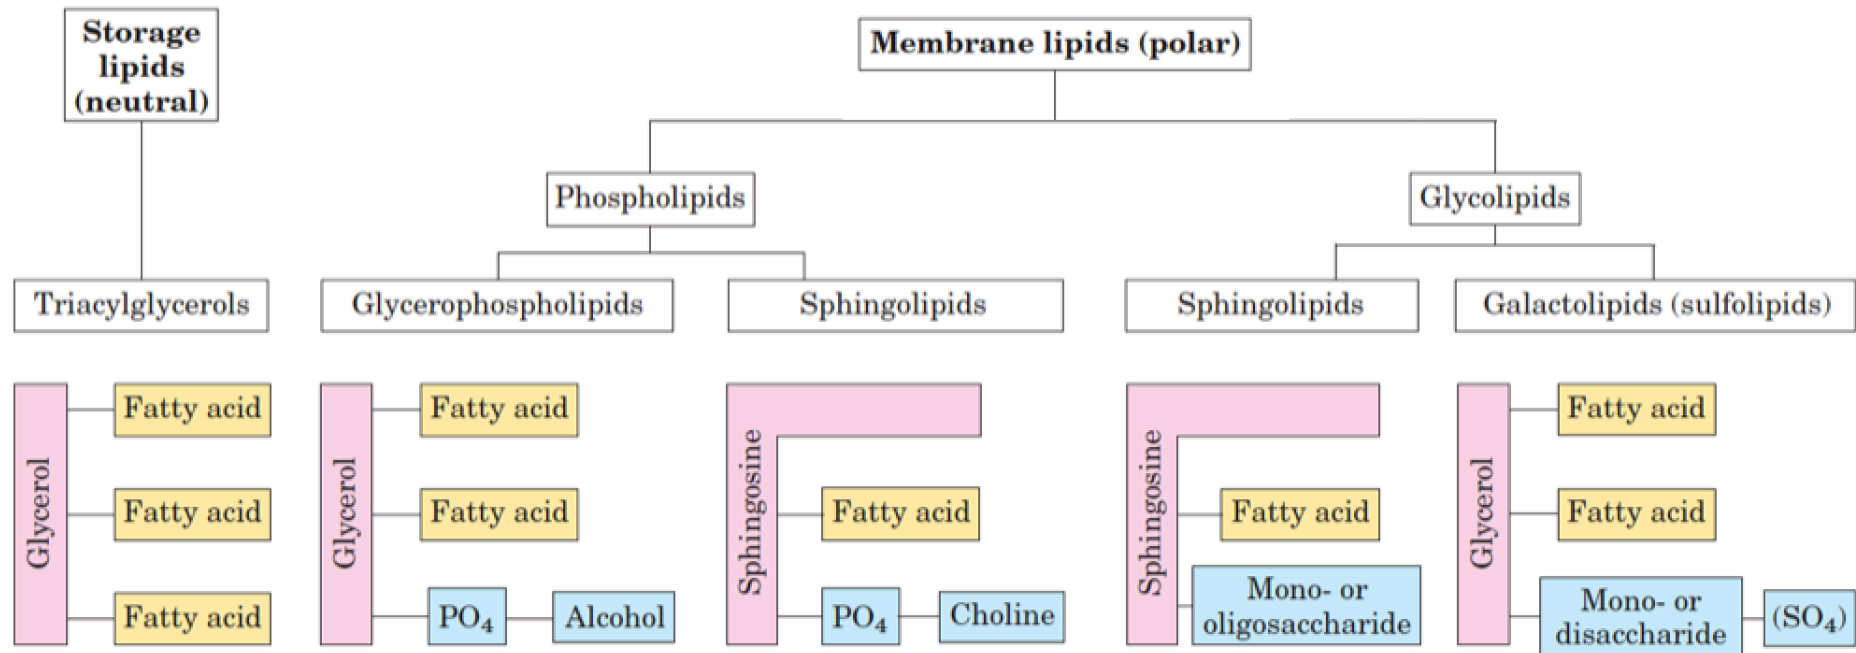 Storage
lipids
(neutral)
Membrane lipids (polar)
Phospholipids
Glycolipids
Triacylglycerols
Glycerophospholipids
Sphingolipids
Sphingolipids
Galactolipids (sulfolipids)
Glycerol
Fatty acid
Fatty acid
Fatty acid
Glycerol
Fatty acid
Fatty acid
PO₄
Alcohol
Sphingosine
Fatty acid
PO₄
Choline
Sphingosine
Fatty acid
Mono- or
oligosaccharide
Glycerol
Fatty acid
Fatty acid
Mono- or
disaccharide
(SO₄)